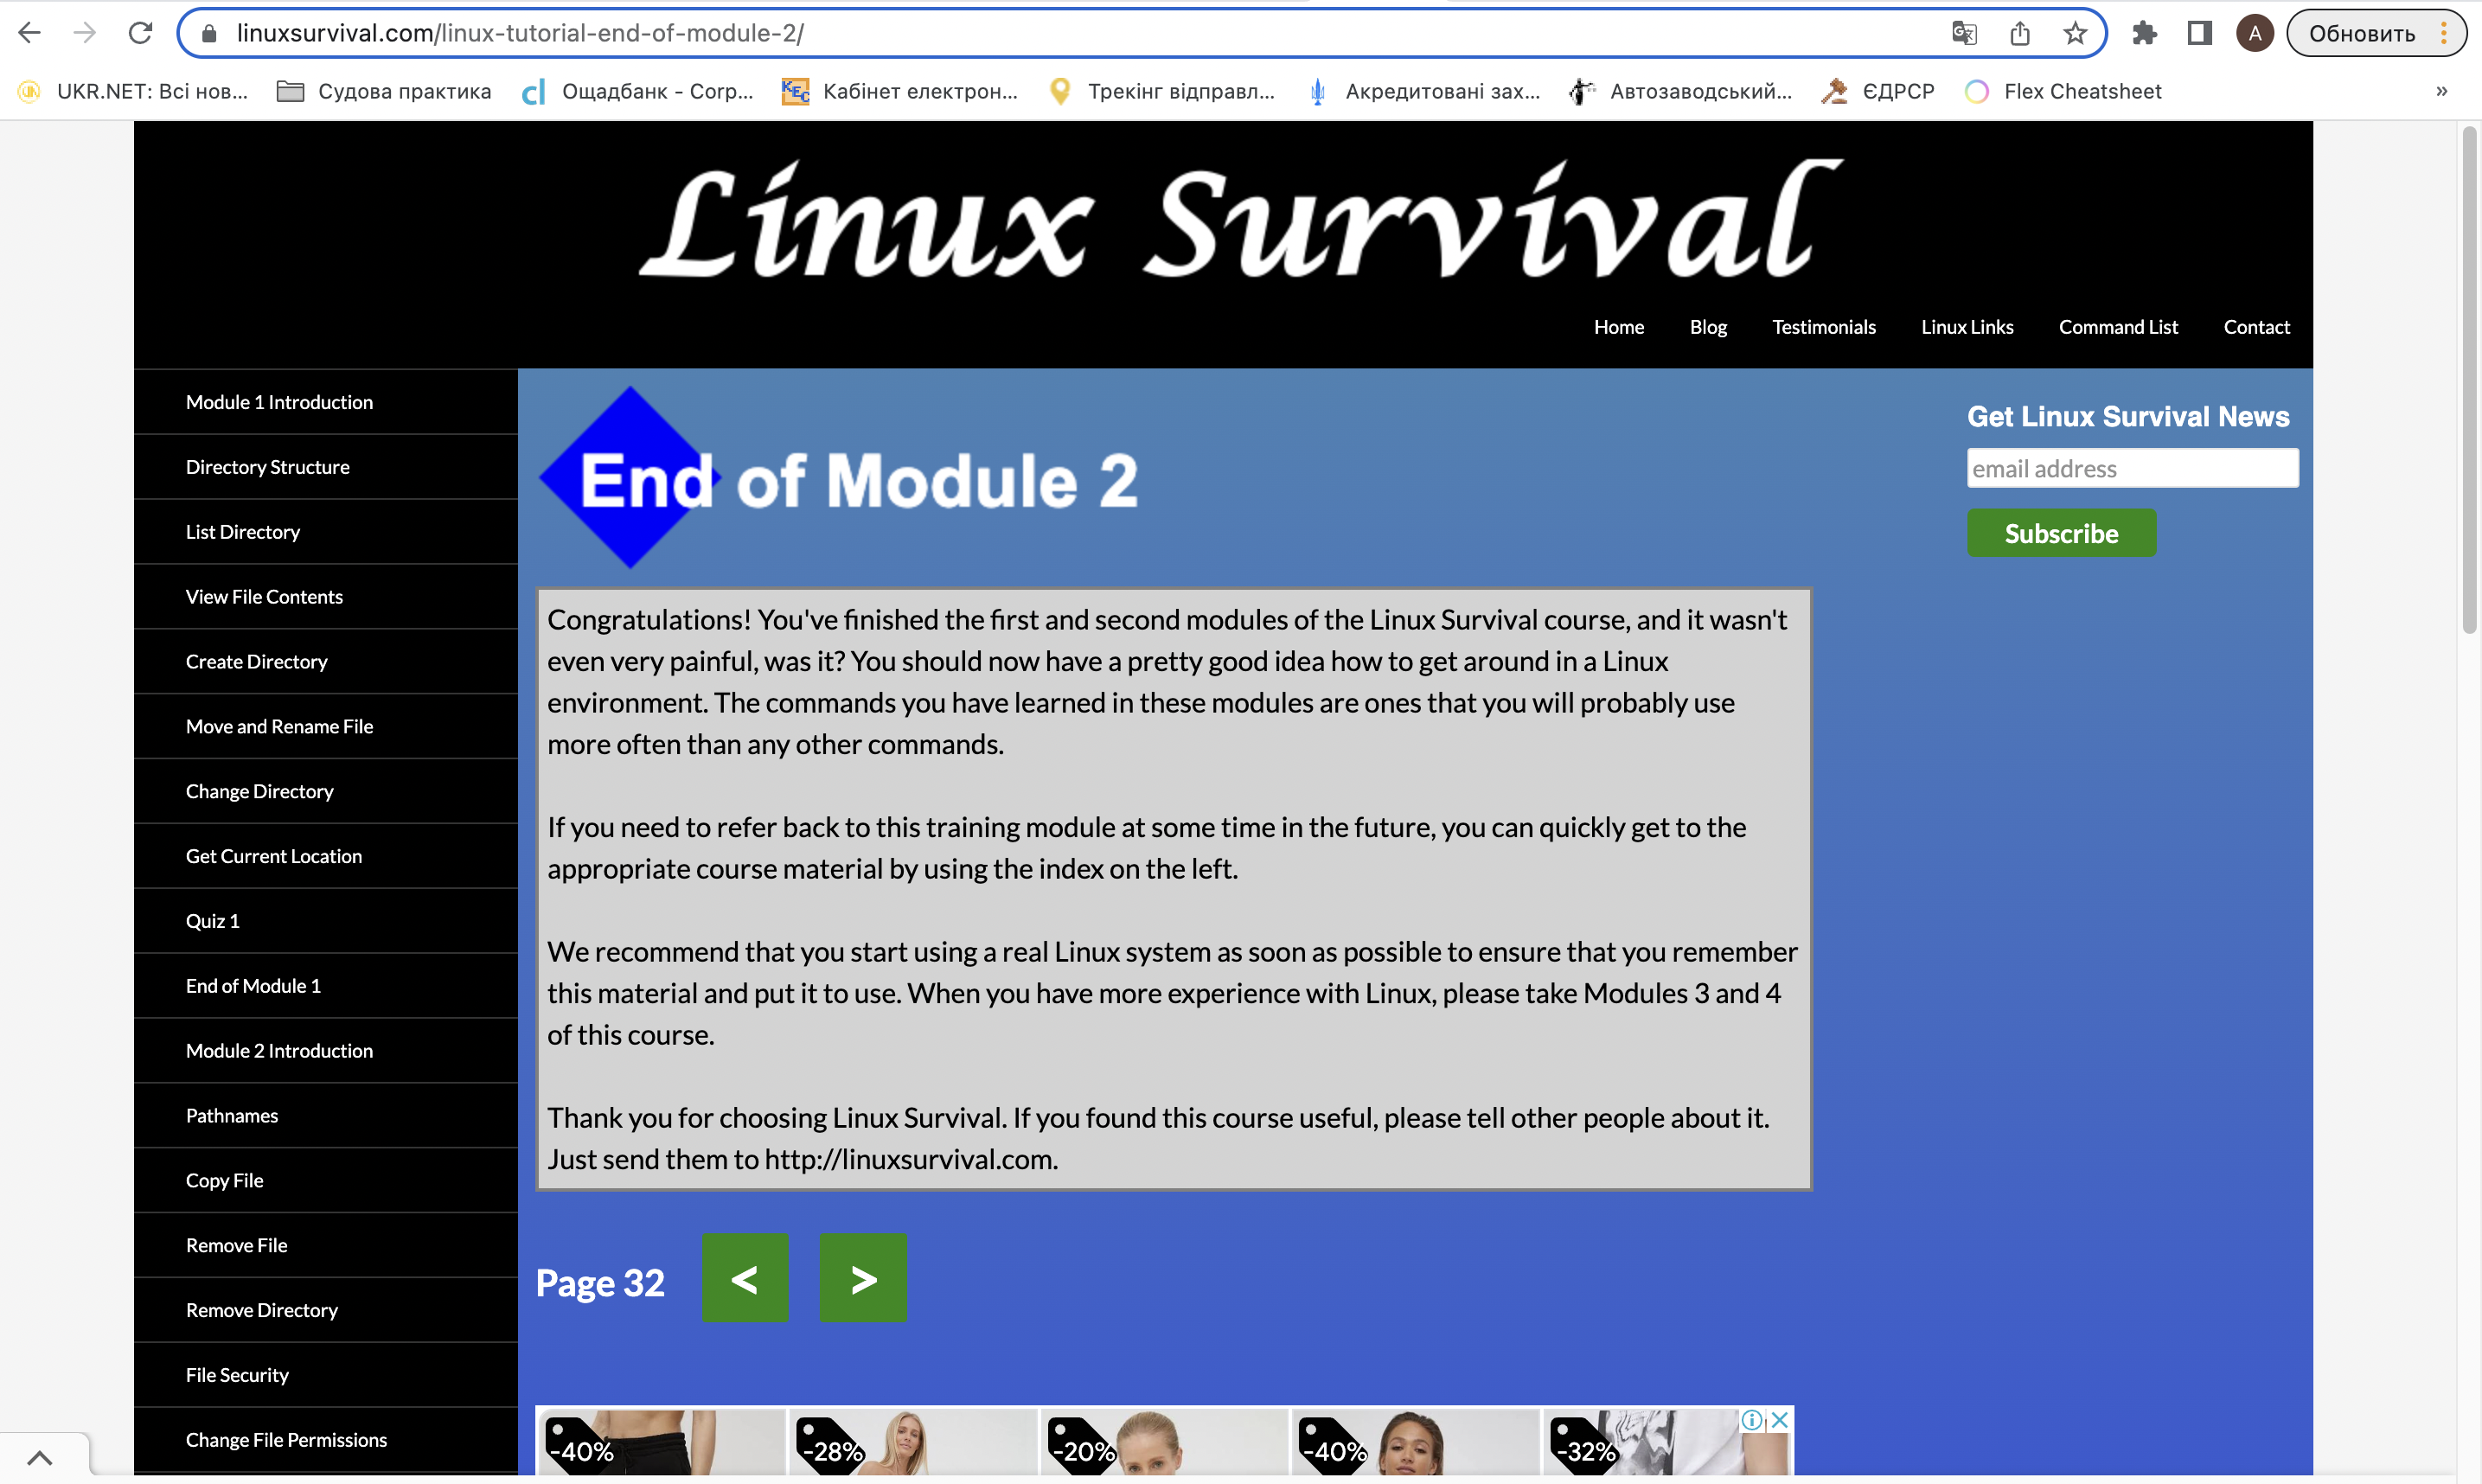 linuxsurvival.com/linux-tutorial-end-of-module-2/
A
Обновить
UKR.NET: Всі нов...
Судова практика
Ощадбанк - Corp...
Кабінет електрон...
Трекінг відправл...
Акредитовані зах...
Автозаводський...
ЄДРСР
Flex Cheatsheet
»
Linux Survival
Home
Blog
Testimonials
Linux Links
Command List
Contact
Module 1 Introduction
Directory Structure
List Directory
View File Contents
Create Directory
Move and Rename File
Change Directory
Get Current Location
Quiz 1
End of Module 1
Module 2 Introduction
Pathnames
Copy File
Remove File
Remove Directory
File Security
Change File Permissions
End of Module 2
Congratulations! You've finished the first and second modules of the Linux Survival course, and it wasn't
even very painful, was it? You should now have a pretty good idea how to get around in a Linux
environment. The commands you have learned in these modules are ones that you will probably use
more often than any other commands.
If you need to refer back to this training module at some time in the future, you can quickly get to the
appropriate course material by using the index on the left.
We recommend that you start using a real Linux system as soon as possible to ensure that you remember
this material and put it to use. When you have more experience with Linux, please take Modules 3 and 4
of this course.
Thank you for choosing Linux Survival. If you found this course useful, please tell other people about it.
Just send them to http://linuxsurvival.com.
Page 32
<
>
Get Linux Survival News
email address
Subscribe
-40%
-28%
-20%
-40%
-32%